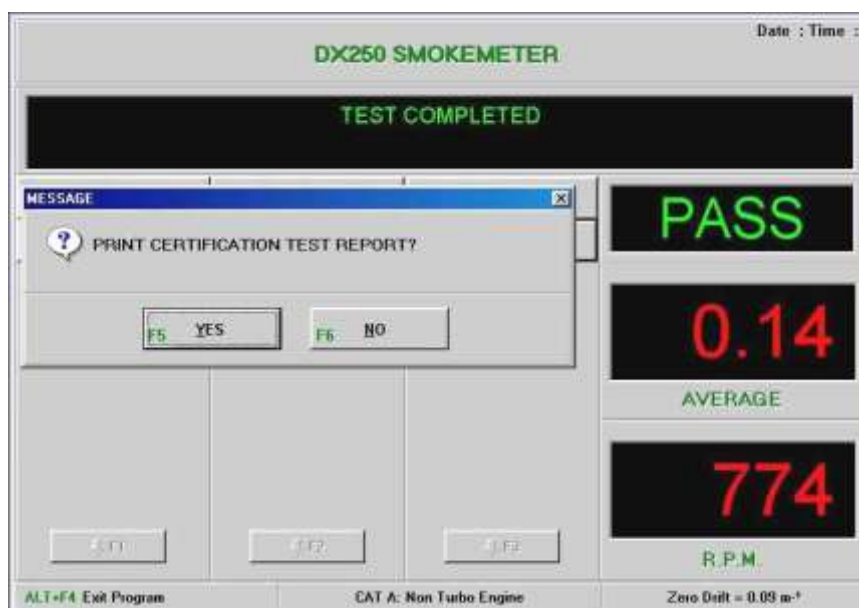 Date : Time :
DX250 SMOKEMETER
TEST COMPLETED
MESSAGE
PRINT CERTIFICATION TEST REPORT?
F5 YES
F6 NO
PASS
0.14
AVERAGE
774
R.P.M.
ALT+F4 Exit Program
CAT A: Non Turbo Engine
Zero Drift = 0.09 m-¹